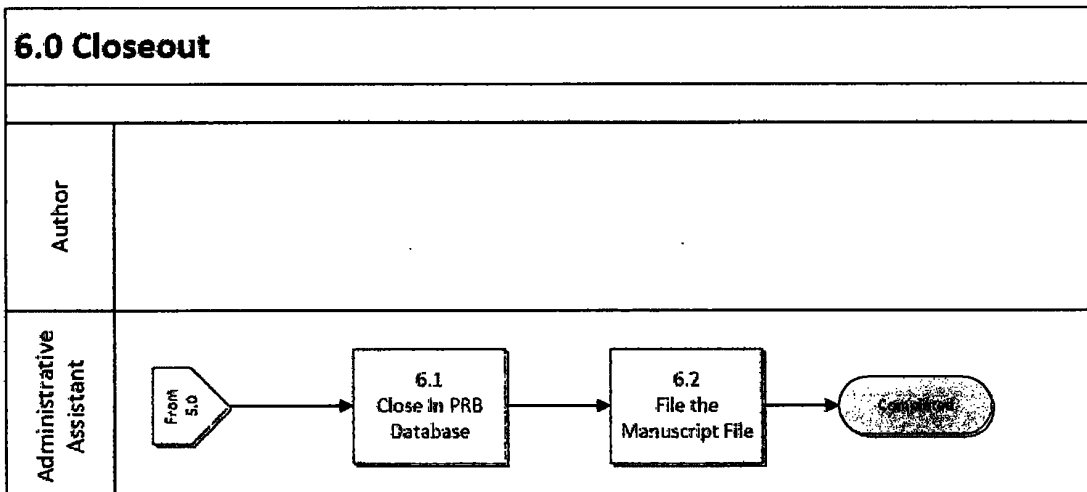 6.0 Closeout
Author
Administrative
Assistant
From
5.0
6.1
Close in PRB
Database
6.2
File the
Manuscript File
Completed